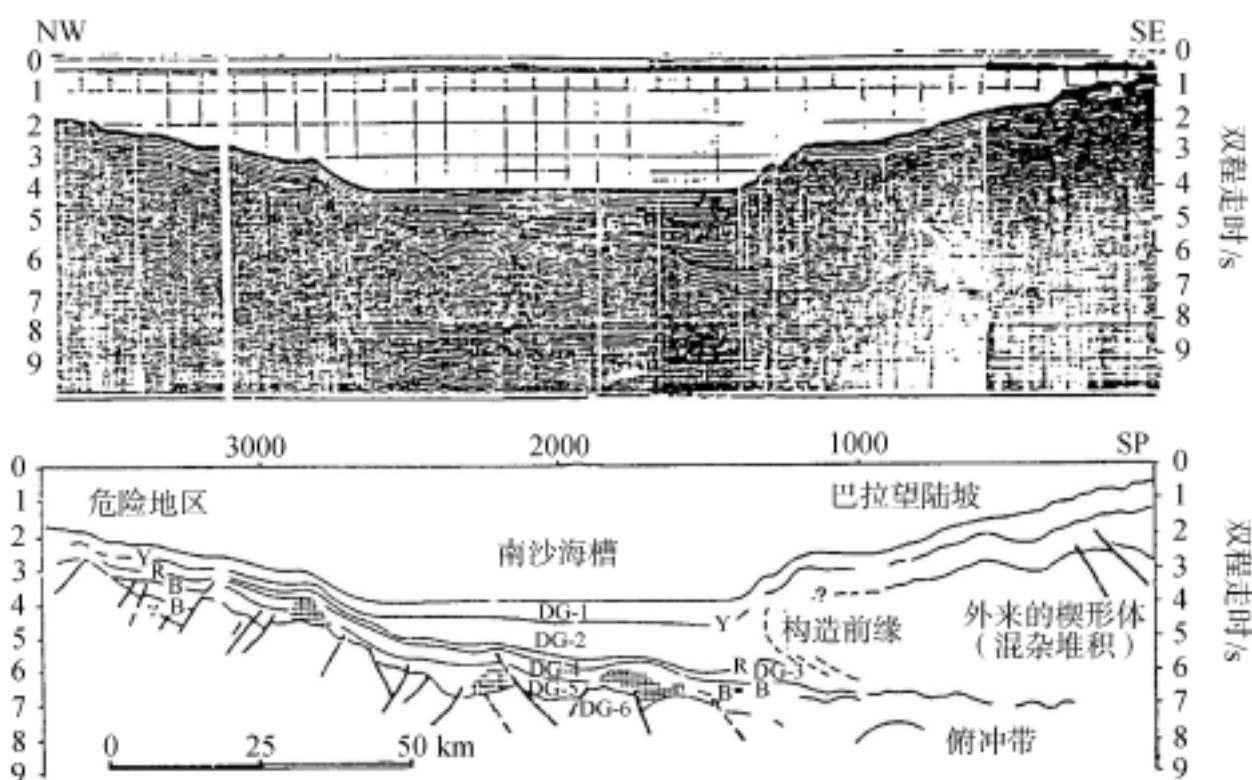 NW SE
0 0
1 1
2 2
3 3
4 4
5 5
6 6
7 7
8 8
9 9
双程走时/s
3000 2000 1000 SP
0 0
1 1
2 2
3 3
4 4
5 5
6 6
7 7
8 8
9 9
双程走时/s
危险地区 巴拉望陆坡
南沙海槽
Y
R
B
B
DG-1
Y
DG-2
?
构造前缘
外来的楔形体
(混杂堆积)
DG-4
R
DG-3
DG-5
B
B
DG-6
俯冲带
0 25 50 km